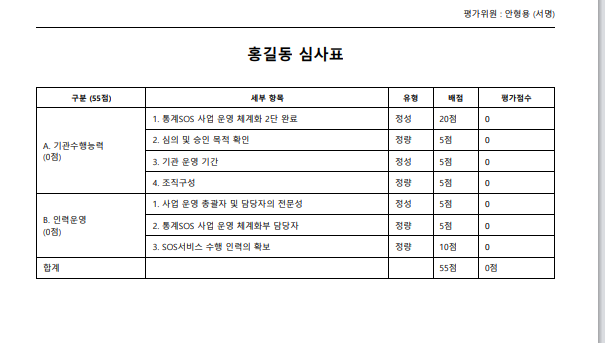 평가위원 : 안형용 (서명)
홍길동 심사표
구분 (55점) 세부 항목 유형 배점 평가점수
A. 기관수행능력
(0점)
1. 통계SOS 사업 운영 체계화 2단 완료 정성 20점 0
2. 심의 및 승인 목적 확인 정량 5점 0
3. 기관 운영 기간 정성 5점 0
4. 조직구성 정량 5점 0
B. 인력운영
(0점)
1. 사업 운영 총괄자 및 담당자의 전문성 정성 5점 0
2. 통계SOS 사업 운영 체계화부 담당자 정량 5점 0
3. SOS서비스 수행 인력의 확보 정량 10점 0
합계 55점 0점